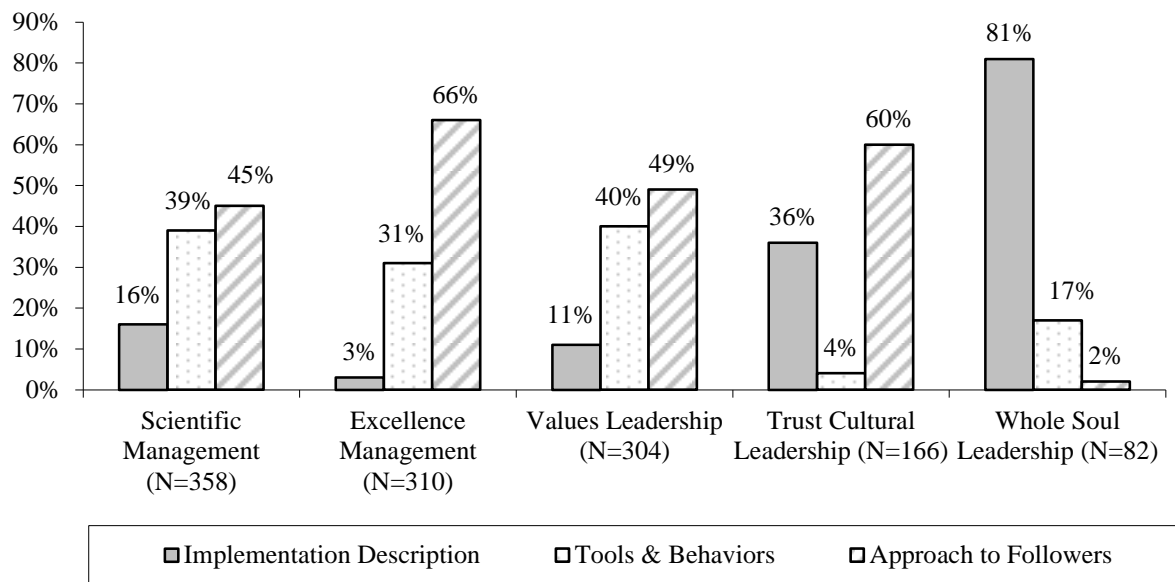 90%
80%
70%
60%
50%
40%
30%
20%
10%
0%
16%
39%
45%
3%
31%
66%
11%
40%
49%
36%
4%
60%
81%
17%
2%
Scientific
Management
(N=358)
Excellence
Management
(N=310)
Values Leadership
(N=304)
Trust Cultural
Leadership (N=166)
Whole Soul
Leadership (N=82)
Implementation Description
Tools & Behaviors
Approach to Followers